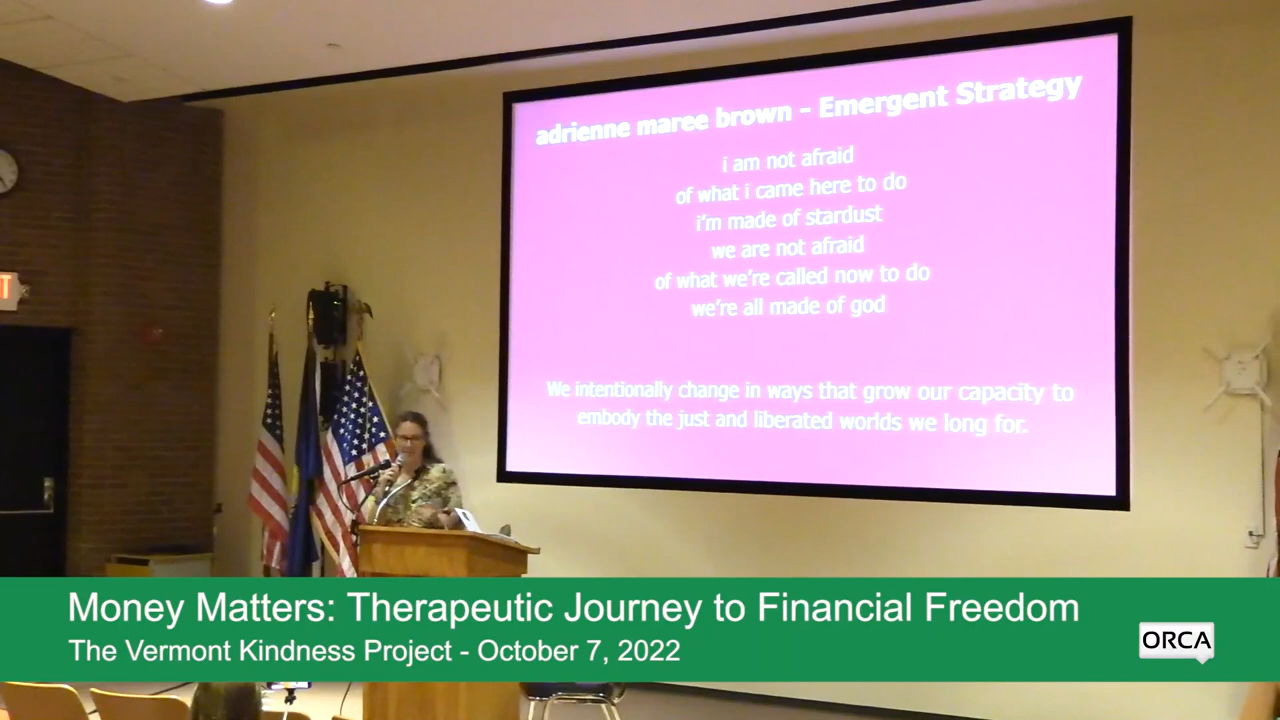 adrienne maree brown - Emergent Strategy
i am not afraid
of what i came here to do
i'm made of stardust
we are not afraid
of what we're called now to do
we're all made of god
We intentionally change in ways that grow our capacity to
embody the just and liberated worlds we long for.
Money Matters: Therapeutic Journey to Financial Freedom
The Vermont Kindness Project - October 7, 2022
ORCA